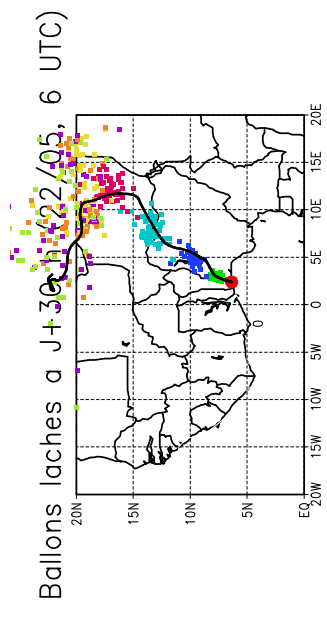 Ballons laches a J+30 (22/05, 6 UTC)
20N
15N
10N
5N
EQ
20W
15W
10W
5W
0
5E
10E
15E
20E
0